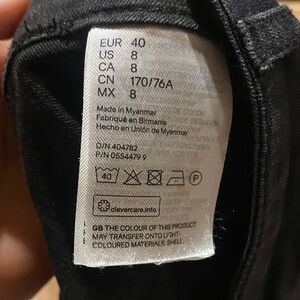 EUR 40
US 8
CA 8
CN 170/76A
MX 8
Made in Myanmar
Fabriqué en Birmanie
Hecho en Unión de Myanmar
D/N 404782
P/N 0554479 9
40 P
clevercare.info
GB THE COLOUR OF THIS PRODUCT
MAY TRANSFER ONTO LIGHT-
COLOURED MATERIALS. SHELL: